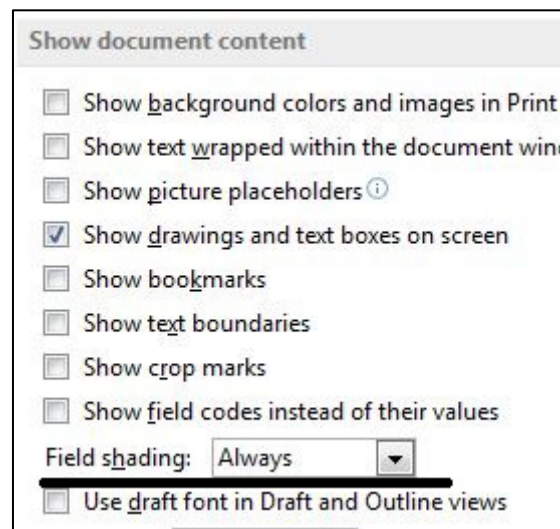 Show document content
Show background colors and images in Print
Show text wrapped within the document wind
Show picture placeholders
Show drawings and text boxes on screen
Show bookmarks
Show text boundaries
Show crop marks
Show field codes instead of their values
Field shading: Always
Use draft font in Draft and Outline views